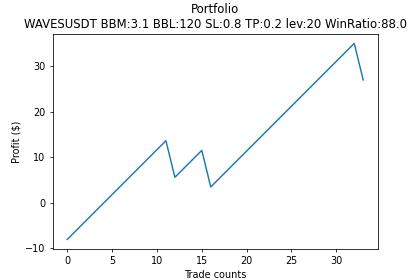 Portfolio
WAVESUSDT BBM:3.1 BBL:120 SL:0.8 TP:0.2 lev:20 WinRatio:88.0
Profit ($)
30
20
10
0
−10
0 5 10 15 20 25 30
Trade counts